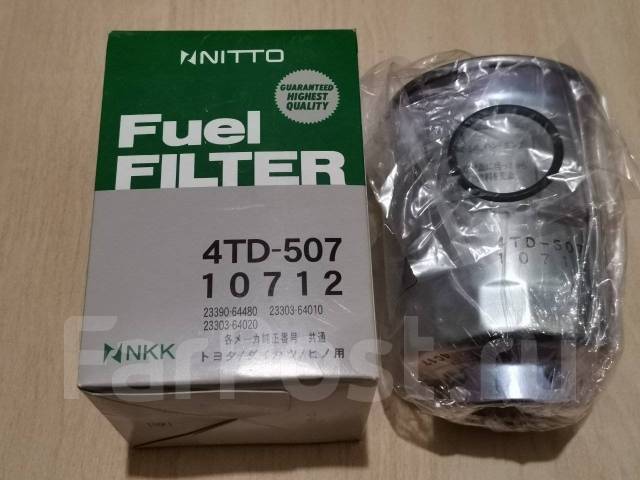 NITTO
GUARANTEED
HIGHEST
QUALITY
Fuel
FILTER
4TD-507
10712
23390-64480 23303-64010
23303-64020
各メーカ純正番号 共通
NKK
トヨタ/ダイハツ/ヒノ用
4TD-507
1071
FarPost.ru